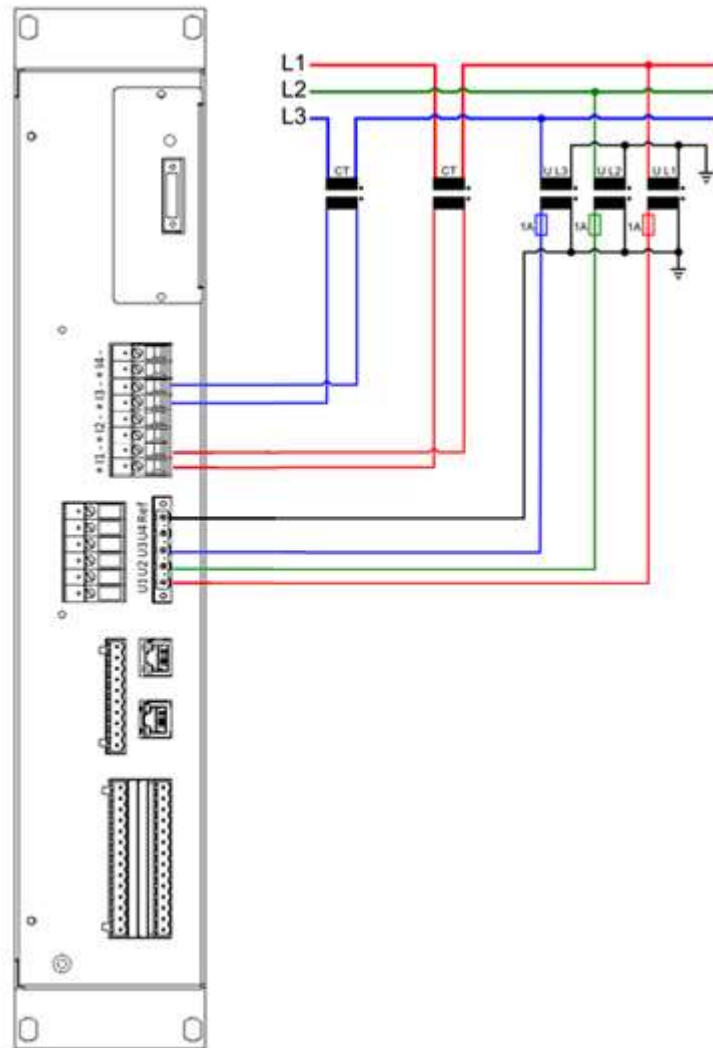 L1
L2
L3
CT
CT
U L3
U L2
U L1
1A
1A
1A
+ I1 - + I2 - + I3 - + I4 -
U1 U2 U3 U4 Ref